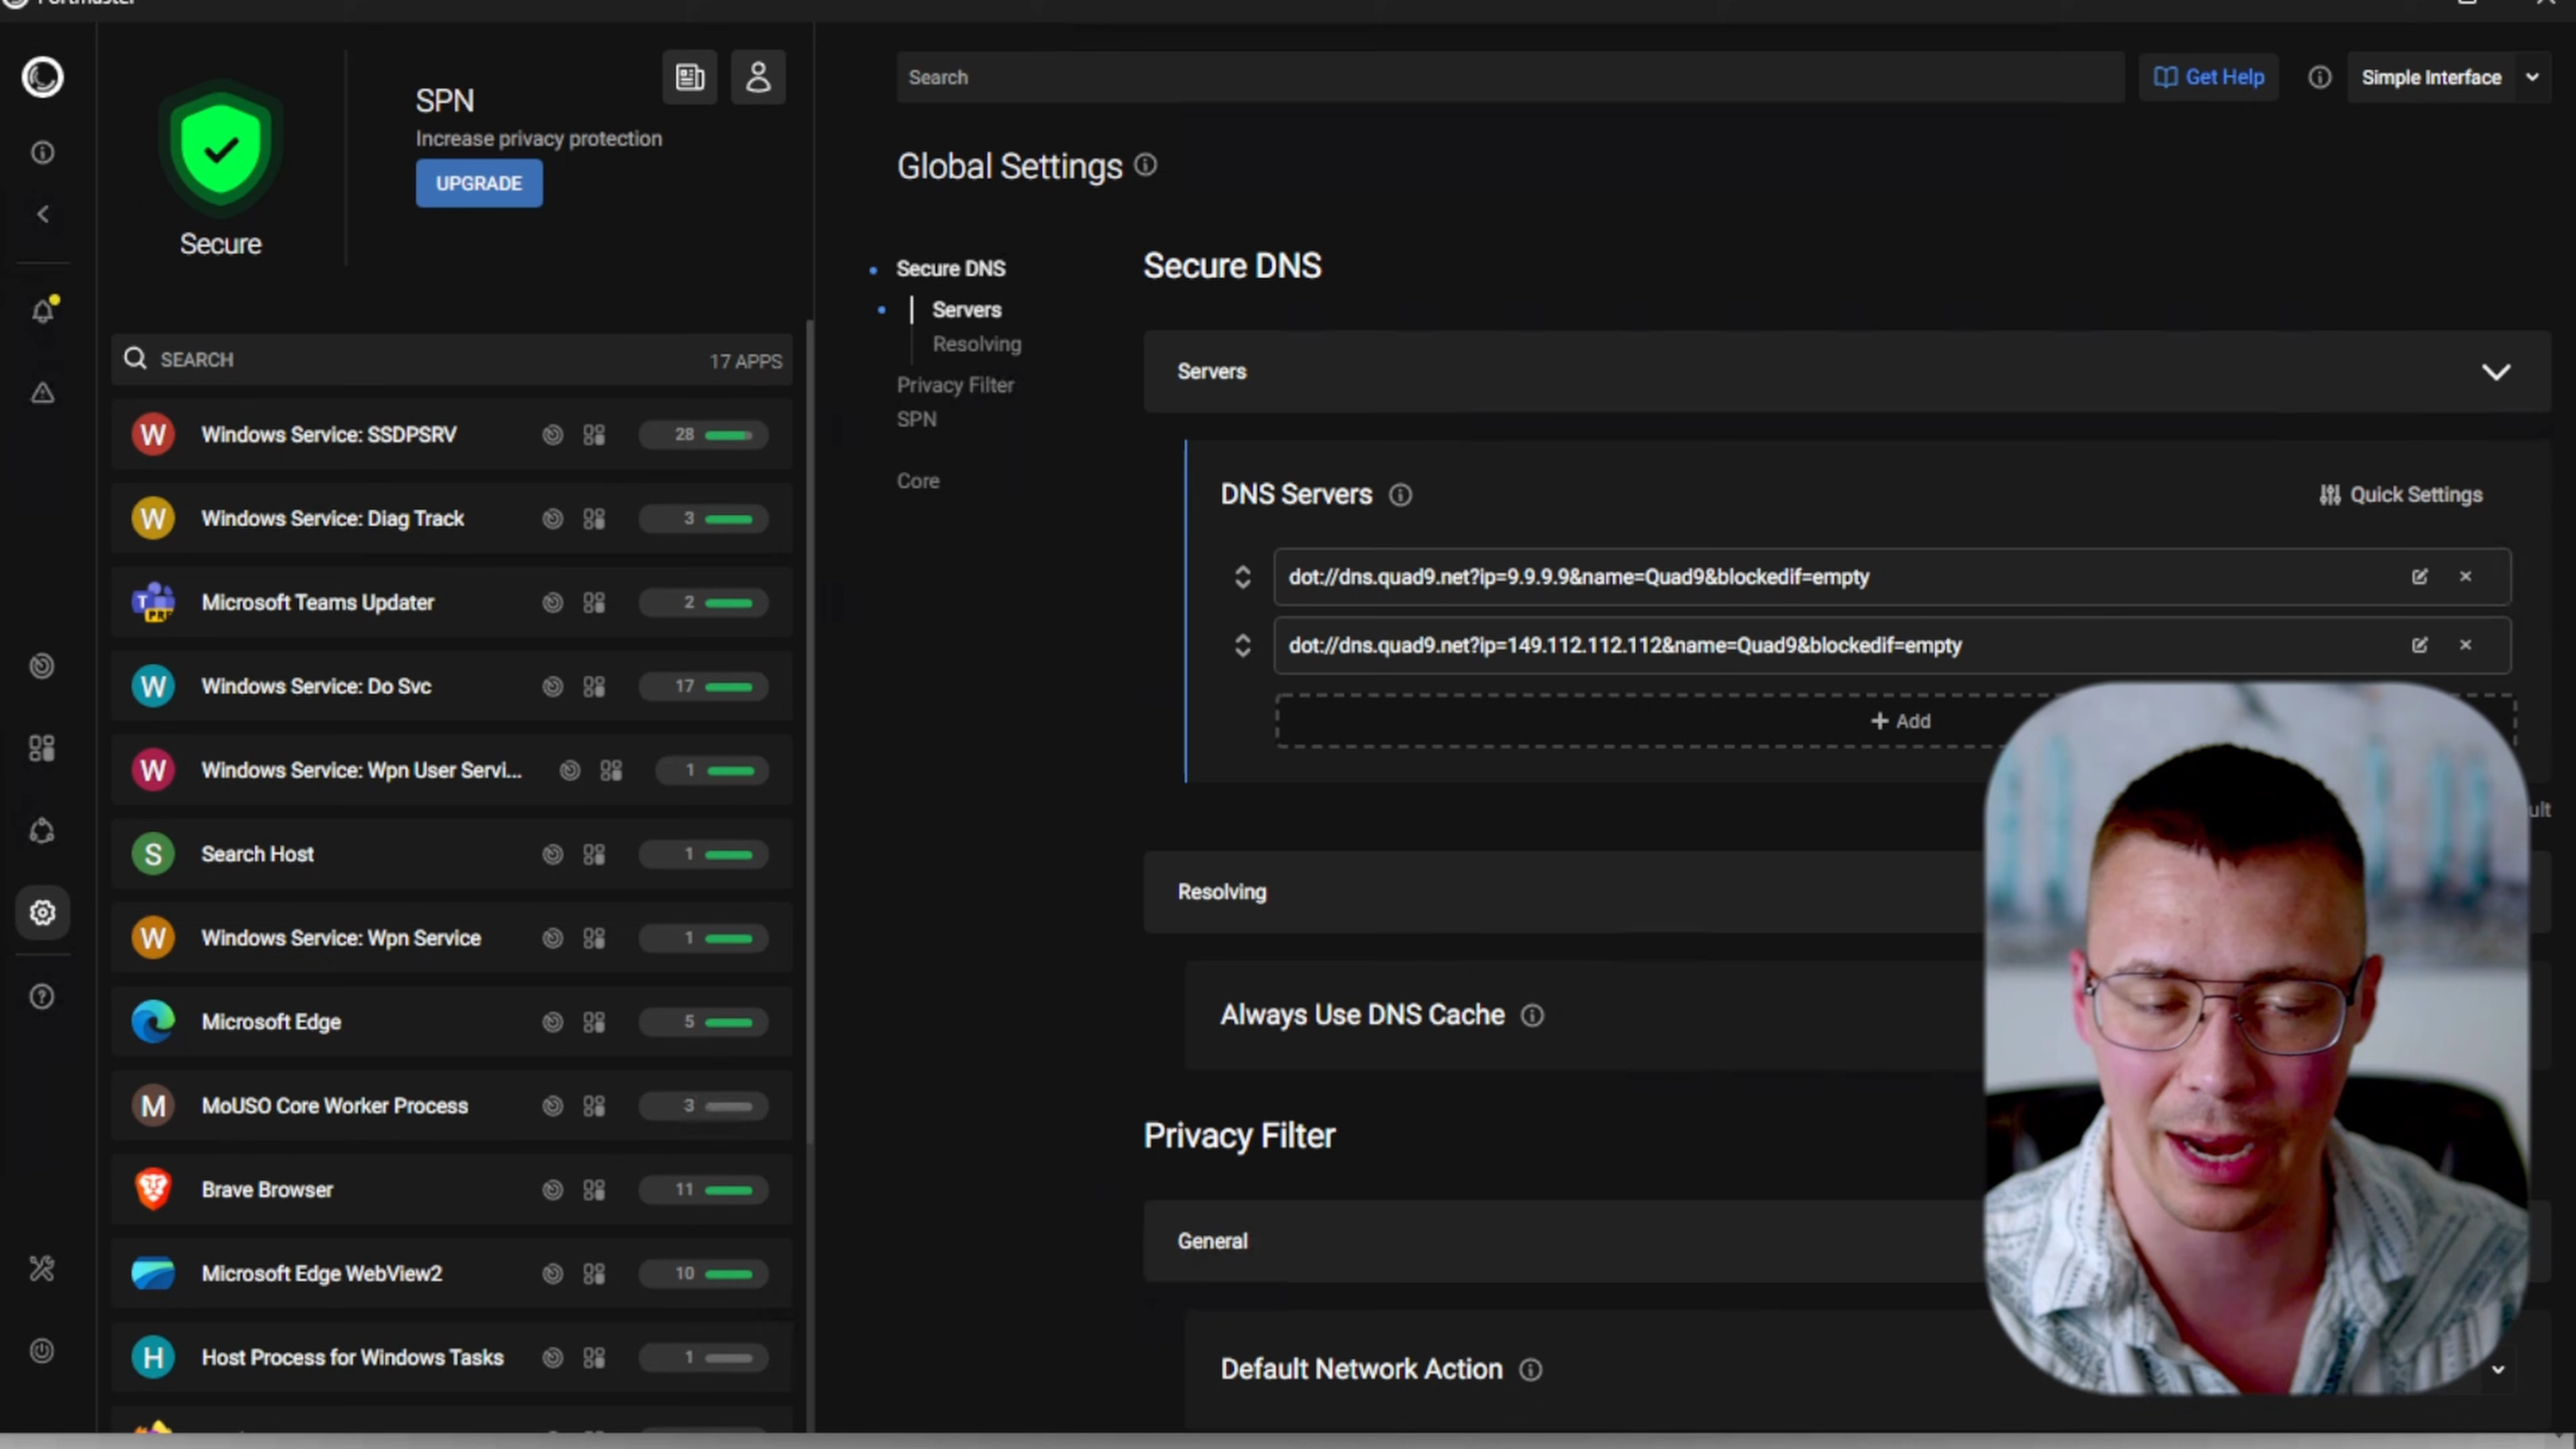 Portmaster
SPN
Increase privacy protection
UPGRADE
Secure
SEARCH
17 APPS
Windows Service: SSDPSRV
28
Windows Service: Diag Track
3
Microsoft Teams Updater
2
Windows Service: Do Svc
17
Windows Service: Wpn User Servi...
1
Search Host
1
Windows Service: Wpn Service
1
Microsoft Edge
5
MoUSO Core Worker Process
3
Brave Browser
11
Microsoft Edge WebView2
10
Host Process for Windows Tasks
1
Search
Get Help
Simple Interface
Global Settings
Secure DNS
Servers
Resolving
Privacy Filter
SPN
Core
Secure DNS
Servers
DNS Servers
Quick Settings
dot://dns.quad9.net?ip=9.9.9.9&name=Quad9&blockedif=empty
dot://dns.quad9.net?ip=149.112.112.112&name=Quad9&blockedif=empty
+ Add
ult
Resolving
Always Use DNS Cache
Privacy Filter
General
Default Network Action